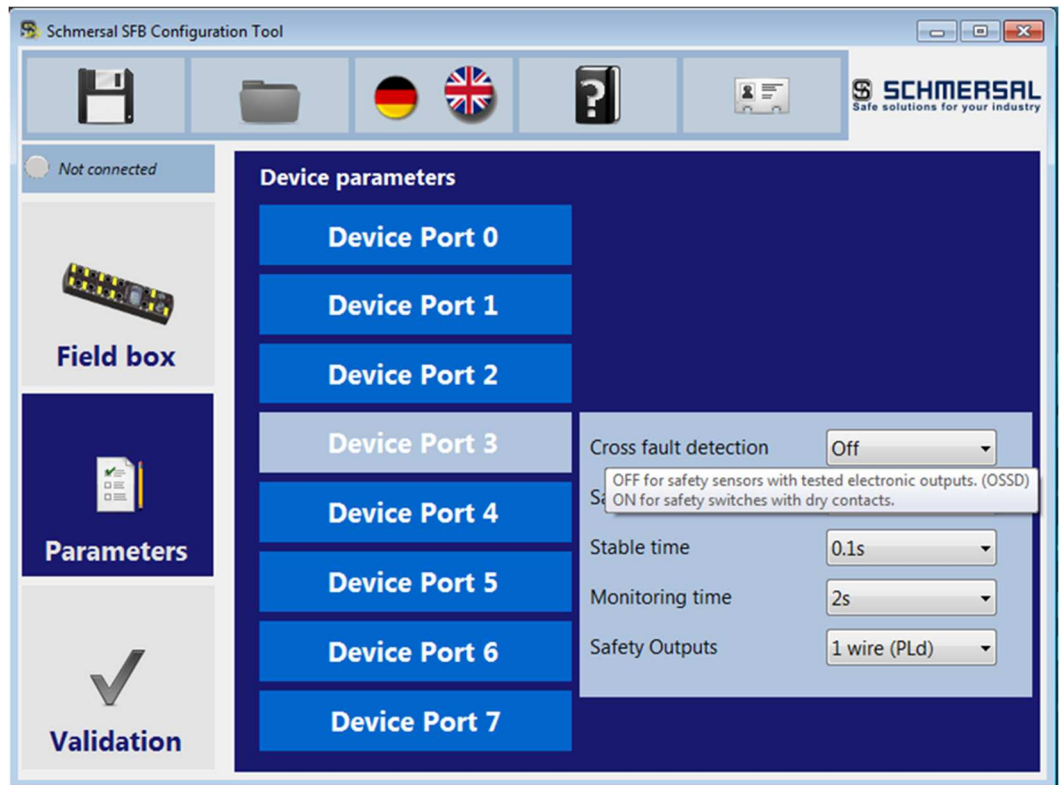 Schmersal SFB Configuration Tool
SCHMERSAL
Safe solutions for your industry
Not connected
Device parameters
Device Port 0
Device Port 1
Field box
Device Port 2
Device Port 3
Cross fault detection
Off
OFF for safety sensors with tested electronic outputs. (OSSD)
ON for safety switches with dry contacts.
Device Port 4
Parameters
Stable time
0.1s
Device Port 5
Monitoring time
2s
Device Port 6
Safety Outputs
1 wire (PLd)
Device Port 7
Validation